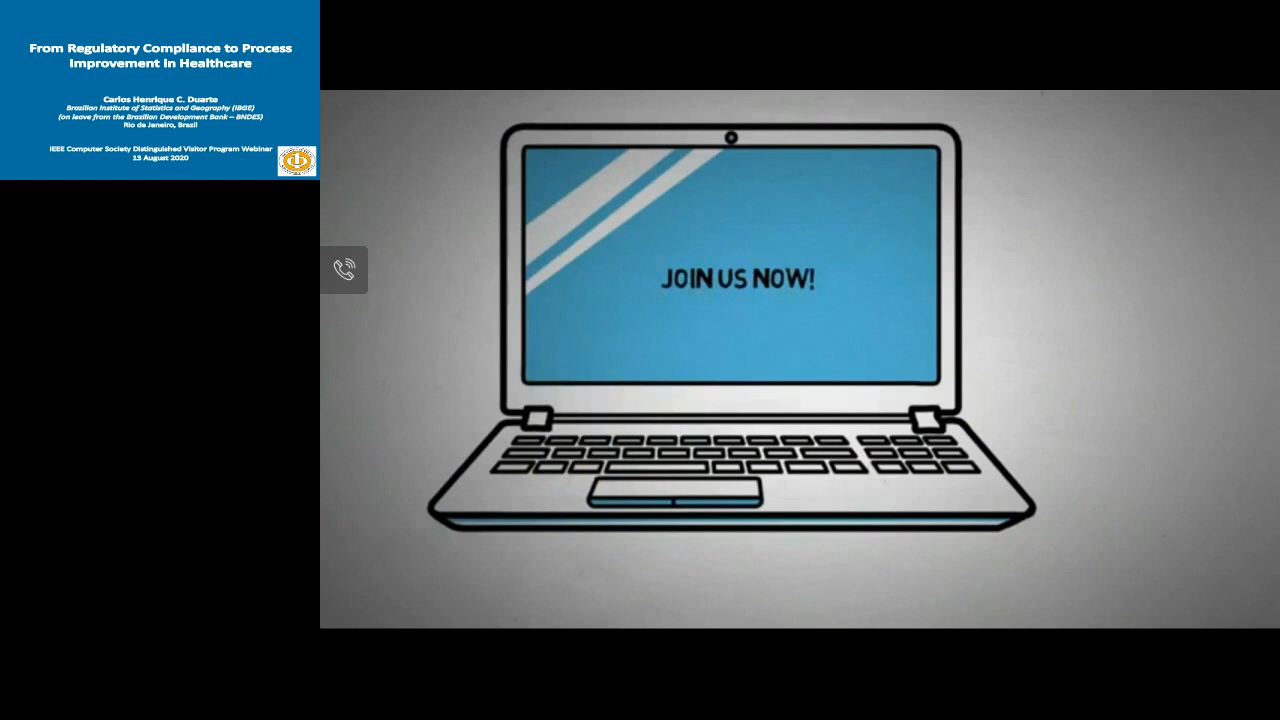 From Regulatory Compliance to Process
Improvement in Healthcare
Carlos Henrique C. Duarte
Brazilian Institute of Statistics and Geography (IBGE)
(on leave from the Brazilian Development Bank – BNDES)
Rio de Janeiro, Brazil
IEEE Computer Society Distinguished Visitor Program Webinar
13 August 2020
JOIN US NOW!